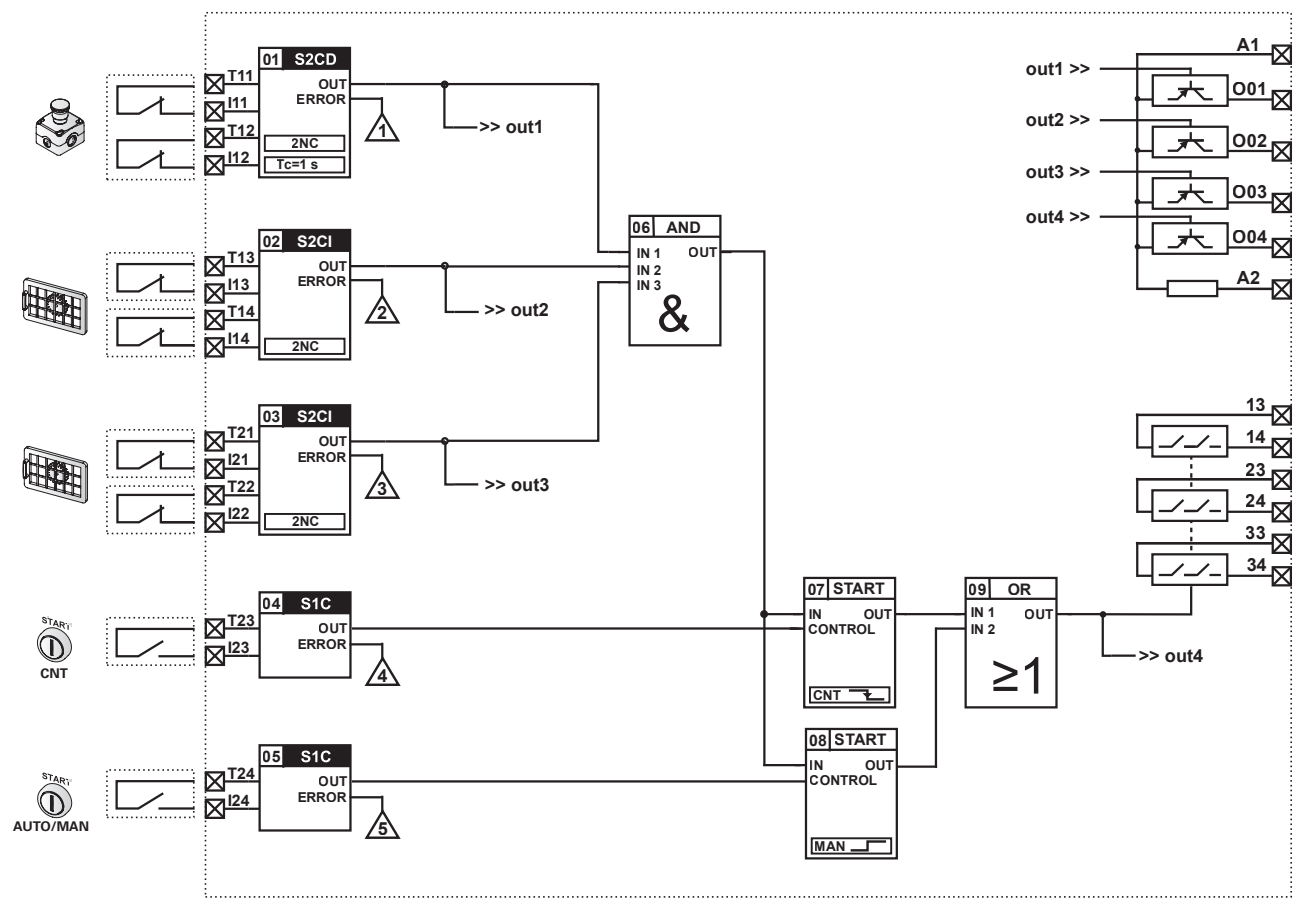 01 S2CD
T11
OUT
I11
ERROR
1
T12
2NC
I12
Tc=1 s
>> out1
02 S2CI
T13
OUT
I13
ERROR
2
T14
I14
2NC
>> out2
03 S2CI
T21
OUT
I21
ERROR
3
T22
I22
2NC
>> out3
06 AND
IN 1 OUT
IN 2
IN 3
&
START
CNT
04 S1C
T23
OUT
I23
ERROR
4
START
AUTO/MAN
05 S1C
T24
OUT
I24
ERROR
5
07 START
IN OUT
CONTROL
CNT
08 START
IN OUT
CONTROL
MAN
09 OR
IN 1 OUT
IN 2
≥1
>> out4
A1
out1 >>
O01
out2 >>
O02
out3 >>
O03
out4 >>
O04
A2
13
14
23
24
33
34